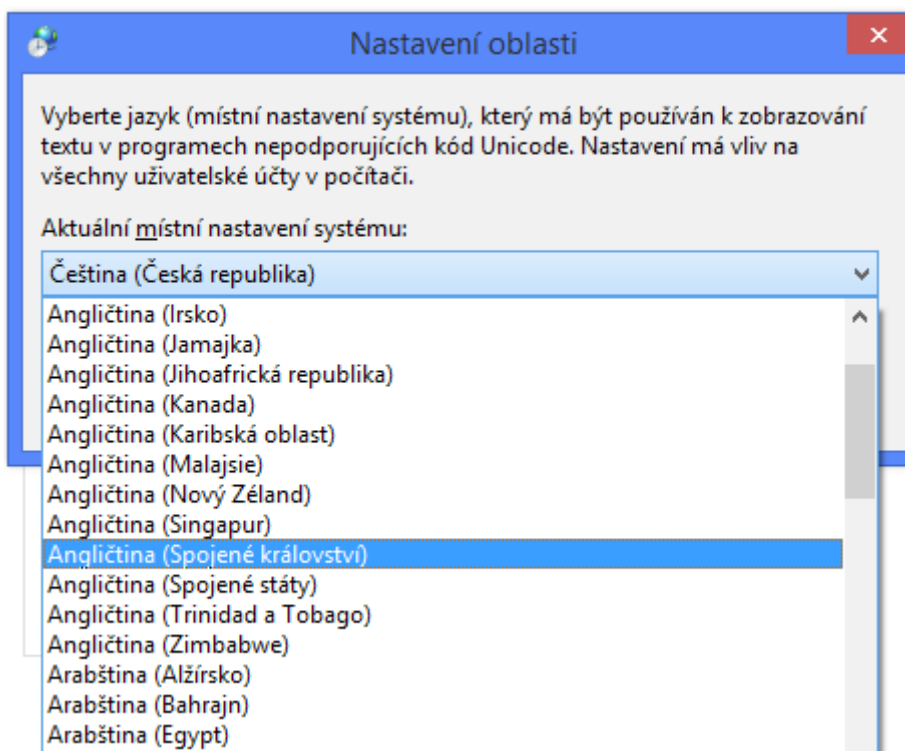 Nastavení oblasti
Vyberte jazyk (místní nastavení systému), který má být používán k zobrazování
textu v programech nepodporujících kód Unicode. Nastavení má vliv na
všechny uživatelské účty v počítači.
Aktuální místní nastavení systému:
Čeština (Česká republika)
Angličtina (Irsko)
Angličtina (Jamajka)
Angličtina (Jihoafrická republika)
Angličtina (Kanada)
Angličtina (Karibská oblast)
Angličtina (Malajsie)
Angličtina (Nový Zéland)
Angličtina (Singapur)
Angličtina (Spojené království)
Angličtina (Spojené státy)
Angličtina (Trinidad a Tobago)
Angličtina (Zimbabwe)
Arabština (Alžírsko)
Arabština (Bahrajn)
Arabština (Egypt)